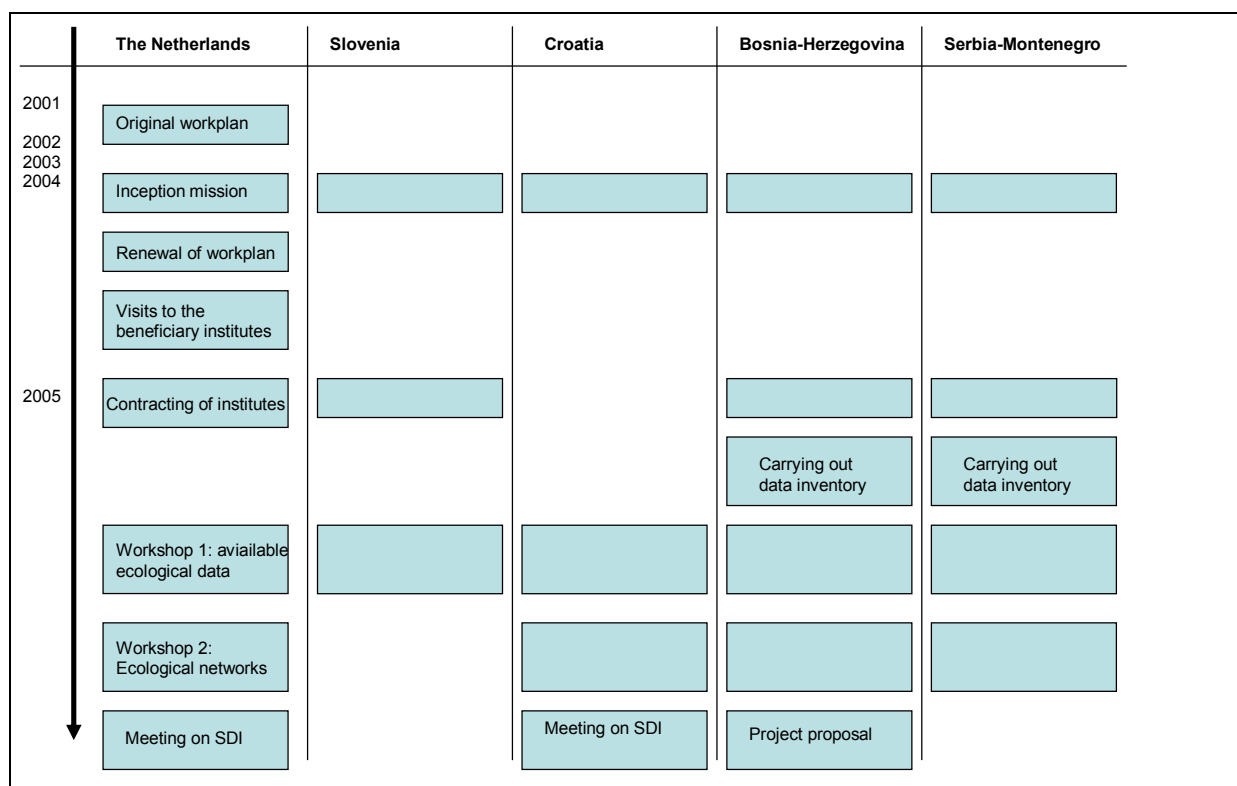 The Netherlands
Slovenia
Croatia
Bosnia-Herzegovina
Serbia-Montenegro
2001
Original workplan
2002
2003
2004
Inception mission
Renewal of workplan
Visits to the
beneficiary institutes
2005
Contracting of institutes
Carrying out
data inventory
Carrying out
data inventory
Workshop 1: aviailable
ecological data
Workshop 2:
Ecological networks
Meeting on SDI
Meeting on SDI
Project proposal